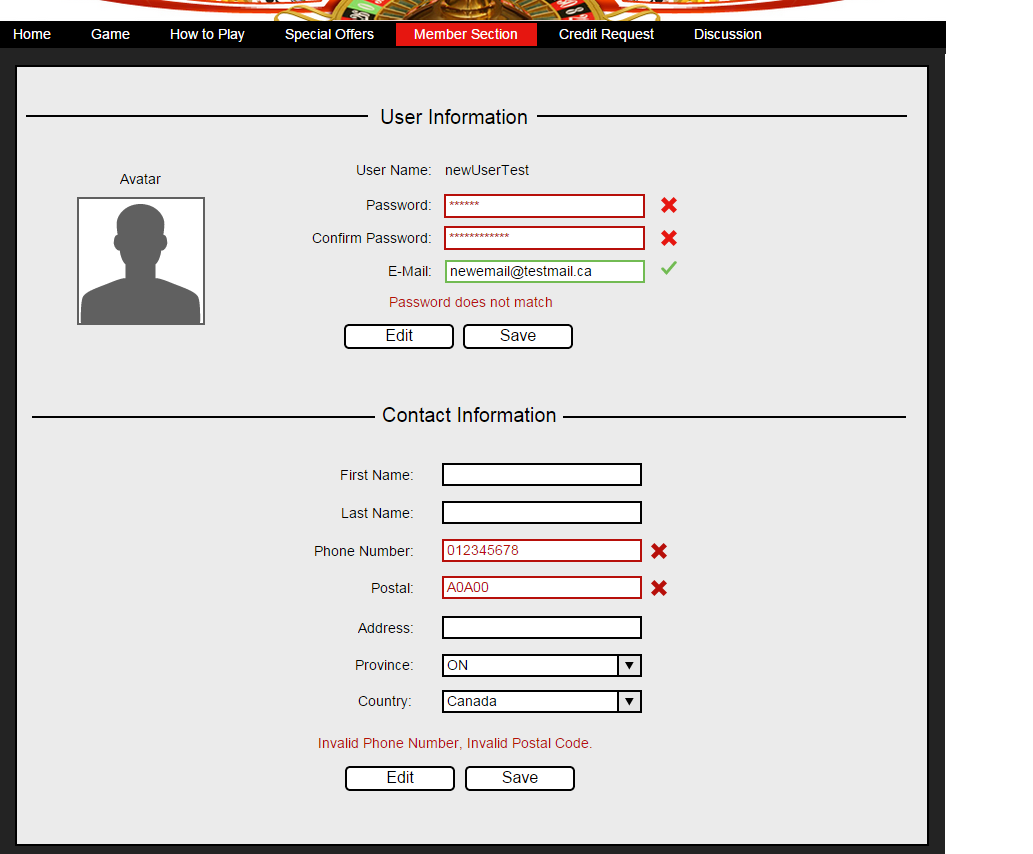 Home Game How to Play Special Offers Member Section Credit Request Discussion
User Information
Avatar
User Name: newUserTest
Password: ******
Confirm Password: ************
E-Mail: newemail@testmail.ca
Password does not match
Edit Save
Contact Information
First Name:
Last Name:
Phone Number: 012345678
Postal: A0A00
Address:
Province: ON
Country: Canada
Invalid Phone Number, Invalid Postal Code.
Edit Save